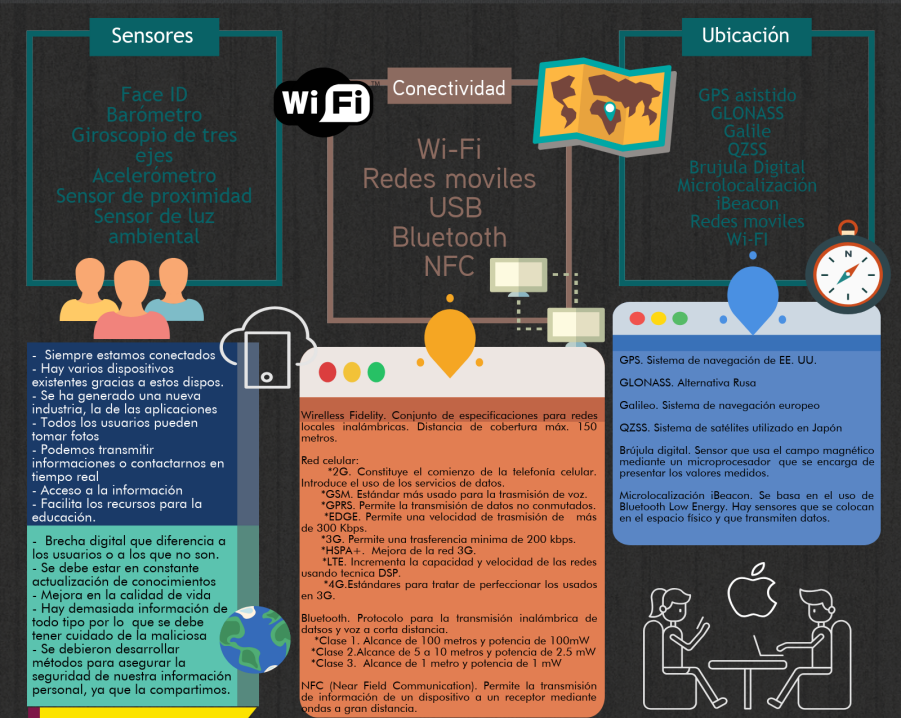 Sensores
Face ID
Barómetro
Giroscopio de tres
ejes
Acelerómetro
Sensor de proximidad
Sensor de luz
ambiental
- Siempre estamos conectados
- Hay varios dispositivos
existentes gracias a estos dispos.
- Se ha generado una nueva
industria, la de las aplicaciones
- Todos los usuarios pueden
tomar fotos
- Podemos transmitir
informaciones o contactarnos en
tiempo real
- Acceso a la información
- Facilita los recursos para la
educación.
- Brecha digital que diferencia a
los usuarios o a los que no son.
- Se debe estar en constante
actualización de conocimientos
- Mejora en la calidad de vida
- Hay demasiada información de
todo tipo por lo que se debe
tener cuidado de la maliciosa
- Se debieron desarrollar
métodos para asegurar la
seguridad de nuestra información
personal, ya que la compartimos.
Wi Fi TM
Conectividad
Wi-Fi
Redes moviles
USB
Bluetooth
NFC
Wirelless Fidelity. Conjunto de especificaciones para redes
locales inalámbricas. Distancia de cobertura máx. 150
metros.
Red celular:
*2G. Constituye el comienzo de la telefonía celular.
Introduce el uso de los servicios de datos.
*GSM. Estándar más usado para la trasmisión de voz.
*GPRS. Permite la transmisión de datos no conmutados.
*EDGE. Permite una velocidad de trasmisión de más
de 300 Kbps.
*3G. Permite una trasferencia minima de 200 kbps.
*HSPA+. Mejora de la red 3G.
*LTE. Incrementa la capacidad y velocidad de las redes
usando tecnica DSP.
*4G.Estándares para tratar de perfeccionar los usados
en 3G.
Bluetooth. Protocolo para la transmisión inalámbrica de
datsos y voz a corta distancia.
*Clase 1. Alcance de 100 metros y potencia de 100mW
*Clase 2.Alcance de 5 a 10 metros y potencia de 2.5 mW
*Clase 3. Alcance de 1 metro y potencia de 1 mW
NFC (Near Field Communication). Permite la transmisión
de información de un dispositivo a un receptor mediante
ondas a gran distancia.
Ubicación
GPS asistido
GLONASS
Galile
QZSS
Brujula Digital
Microlocalización
iBeacon
Redes moviles
Wi-FI
N
GPS. Sistema de navegación de EE. UU.
GLONASS. Alternativa Rusa
Galileo. Sistema de navegación europeo
QZSS. Sistema de satélites utilizado en Japón
Brújula digital. Sensor que usa el campo magnético
mediante un microprocesador que se encarga de
presentar los valores medidos.
Microlocalización iBeacon. Se basa en el uso de
Bluetooth Low Energy. Hay sensores que se colocan
en el espacio físico y que transmiten datos.